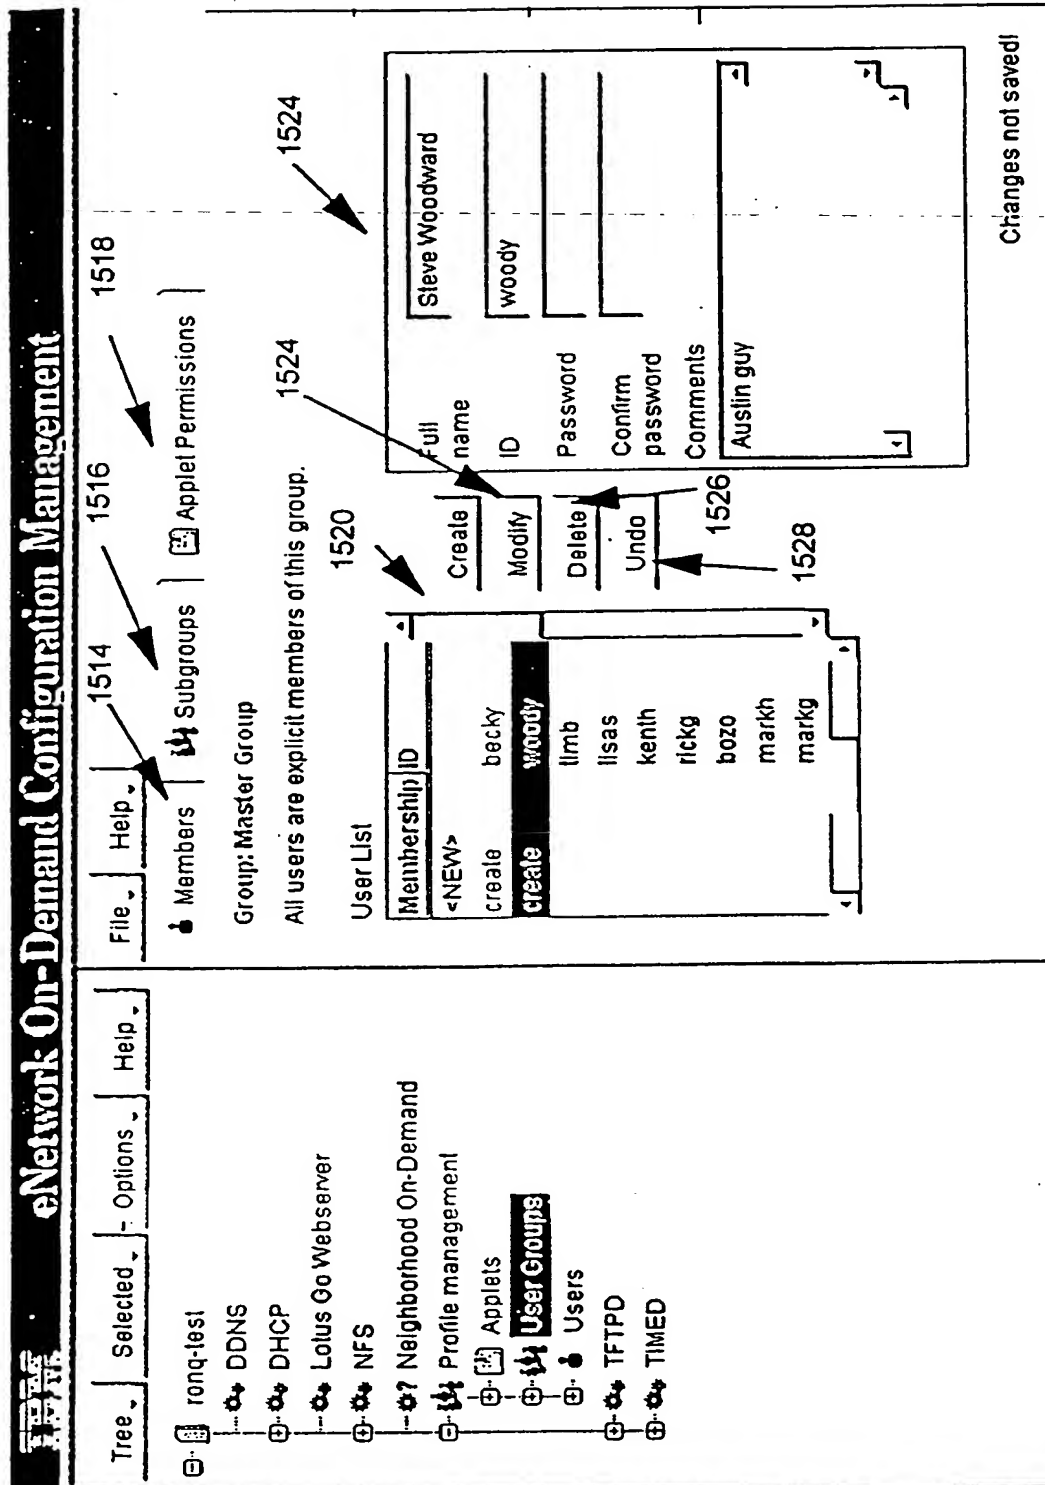 IBM
eNetwork On-Demand Configuration Management
Tree
Selected
Options
Help
ronq-test
DDNS
DHCP
Lotus Go Webserver
NFS
Neighborhood On-Demand
Profile management
Applets
User Groups
Users
TFTPD
TIMED
File
Help
1514
1516
1518
Members
Subgroups
Applet Permissions
Group: Master Group
All users are explicit members of this group.
1520
1524
1524
User List
Membership ID
<NEW>
create becky
create woody
timb
lisas
kenth
rickg
bozo
markh
markg
Create
Modify
Delete
Undo
1526
1528
Full name
Steve Woodward
ID
woody
Password
Confirm password
Comments
Austin guy
Changes not saved!